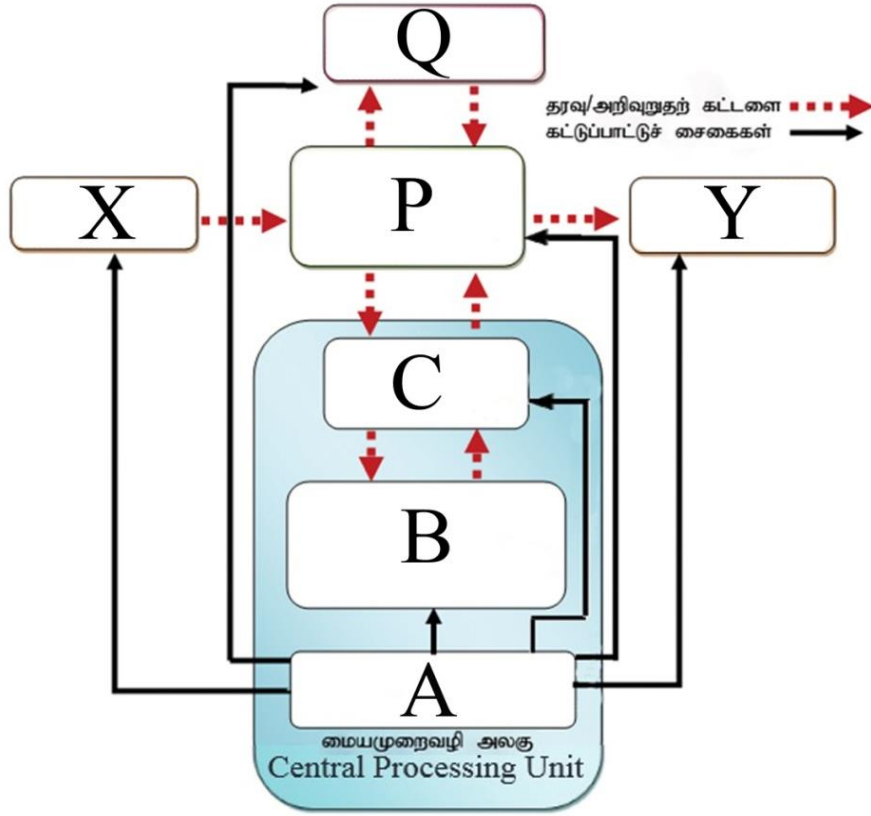 Q
தரவு/அறிவுறுதற் கட்டளை
கட்டுப்பாட்டுச் சைகைகள்
X
P
Y
C
B
A
மையமுறைவழி அலகு
Central Processing Unit